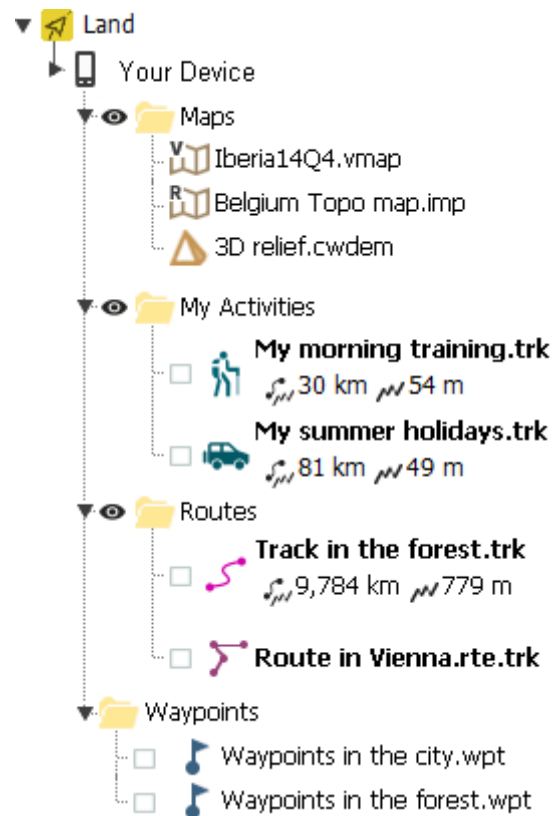 Land
Your Device
Maps
V Iberia14Q4.vmap
R Belgium Topo map.imp
3D relief.cwdem
My Activities
My morning training.trk
30 km 54 m
My summer holidays.trk
81 km 49 m
Routes
Track in the forest.trk
9,784 km 779 m
Route in Vienna.rte.trk
Waypoints
Waypoints in the city.wpt
Waypoints in the forest.wpt